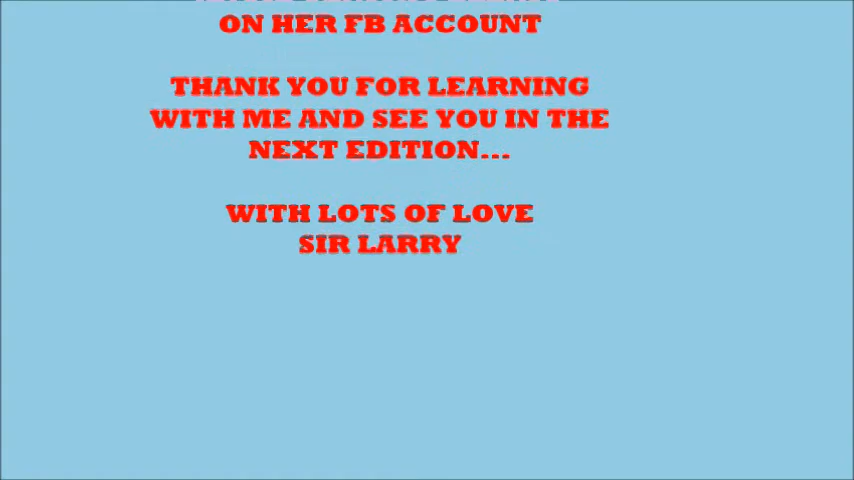 ON HER FB ACCOUNT
THANK YOU FOR LEARNING
WITH ME AND SEE YOU IN THE
NEXT EDITION...
WITH LOTS OF LOVE
SIR LARRY